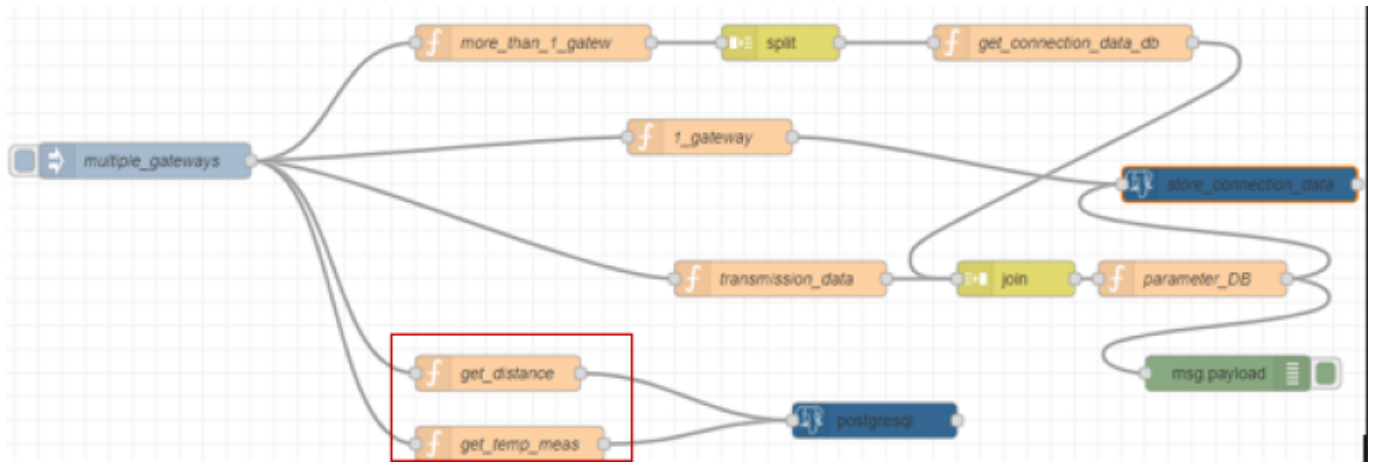 more_than_1_gatew
split
get_connection_data_db
1_gateway
multiple_gateways
store_connection_data
transmission_data
join
parameter_DB
get_distance
msg.payload
postgresql
get_temp_meas